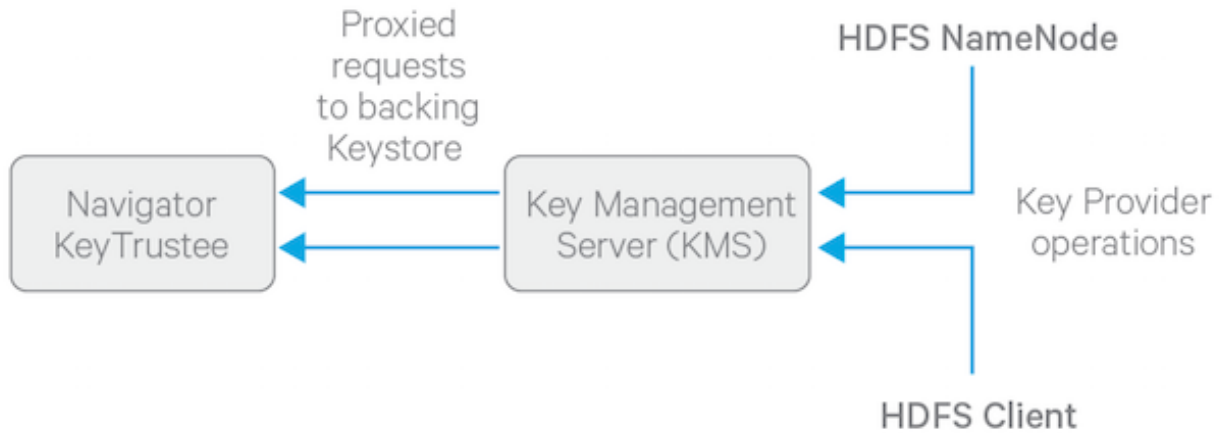 Proxied
requests
to backing
Keystore
HDFS NameNode
Navigator
KeyTrustee
Key Management
Server (KMS)
Key Provider
operations
HDFS Client